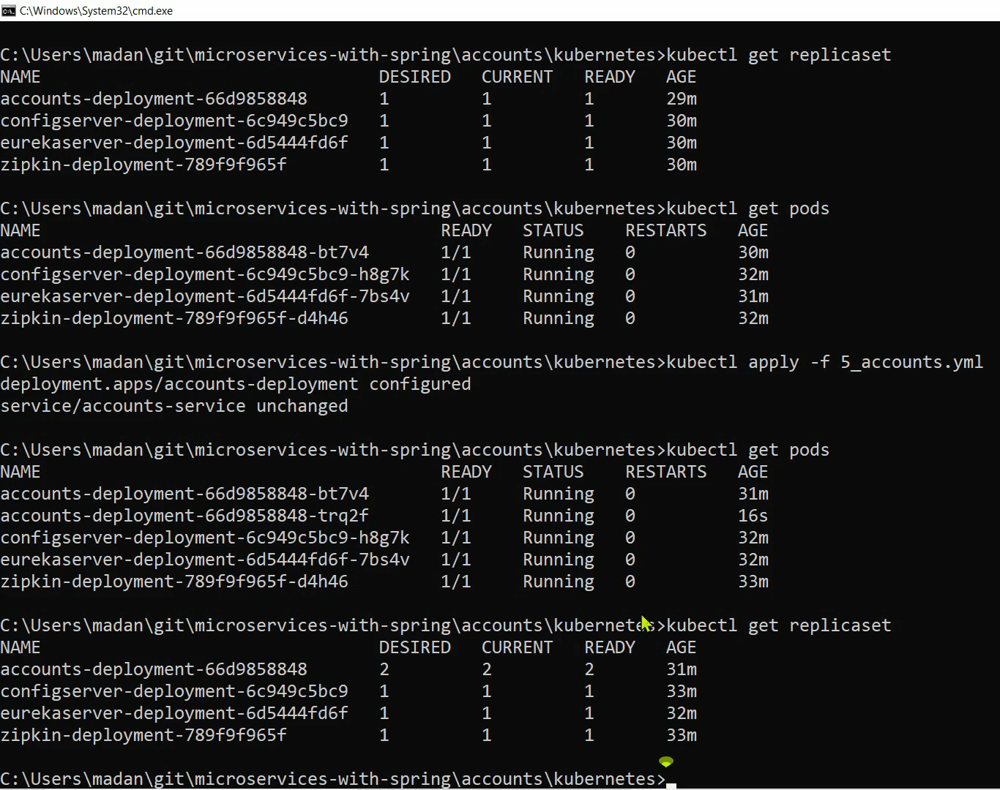 C:\Windows\System32\cmd.exe
C:\Users\madan\git\microservices-with-spring\accounts\kubernetes>kubectl get replicaset
NAME DESIRED CURRENT READY AGE
accounts-deployment-66d9858848 1 1 1 29m
configserver-deployment-6c949c5bc9 1 1 1 30m
eurekaserver-deployment-6d5444fd6f 1 1 1 30m
zipkin-deployment-789f9f965f 1 1 1 30m
C:\Users\madan\git\microservices-with-spring\accounts\kubernetes>kubectl get pods
NAME READY STATUS RESTARTS AGE
accounts-deployment-66d9858848-bt7v4 1/1 Running 0 30m
configserver-deployment-6c949c5bc9-h8g7k 1/1 Running 0 32m
eurekaserver-deployment-6d5444fd6f-7bs4v 1/1 Running 0 31m
zipkin-deployment-789f9f965f-d4h46 1/1 Running 0 32m
C:\Users\madan\git\microservices-with-spring\accounts\kubernetes>kubectl apply -f 5_accounts.yml
deployment.apps/accounts-deployment configured
service/accounts-service unchanged
C:\Users\madan\git\microservices-with-spring\accounts\kubernetes>kubectl get pods
NAME READY STATUS RESTARTS AGE
accounts-deployment-66d9858848-bt7v4 1/1 Running 0 31m
accounts-deployment-66d9858848-trq2f 1/1 Running 0 16s
configserver-deployment-6c949c5bc9-h8g7k 1/1 Running 0 32m
eurekaserver-deployment-6d5444fd6f-7bs4v 1/1 Running 0 32m
zipkin-deployment-789f9f965f-d4h46 1/1 Running 0 33m
C:\Users\madan\git\microservices-with-spring\accounts\kubernetes>kubectl get replicaset
NAME DESIRED CURRENT READY AGE
accounts-deployment-66d9858848 2 2 2 31m
configserver-deployment-6c949c5bc9 1 1 1 33m
eurekaserver-deployment-6d5444fd6f 1 1 1 32m
zipkin-deployment-789f9f965f 1 1 1 33m
C:\Users\madan\git\microservices-with-spring\accounts\kubernetes>